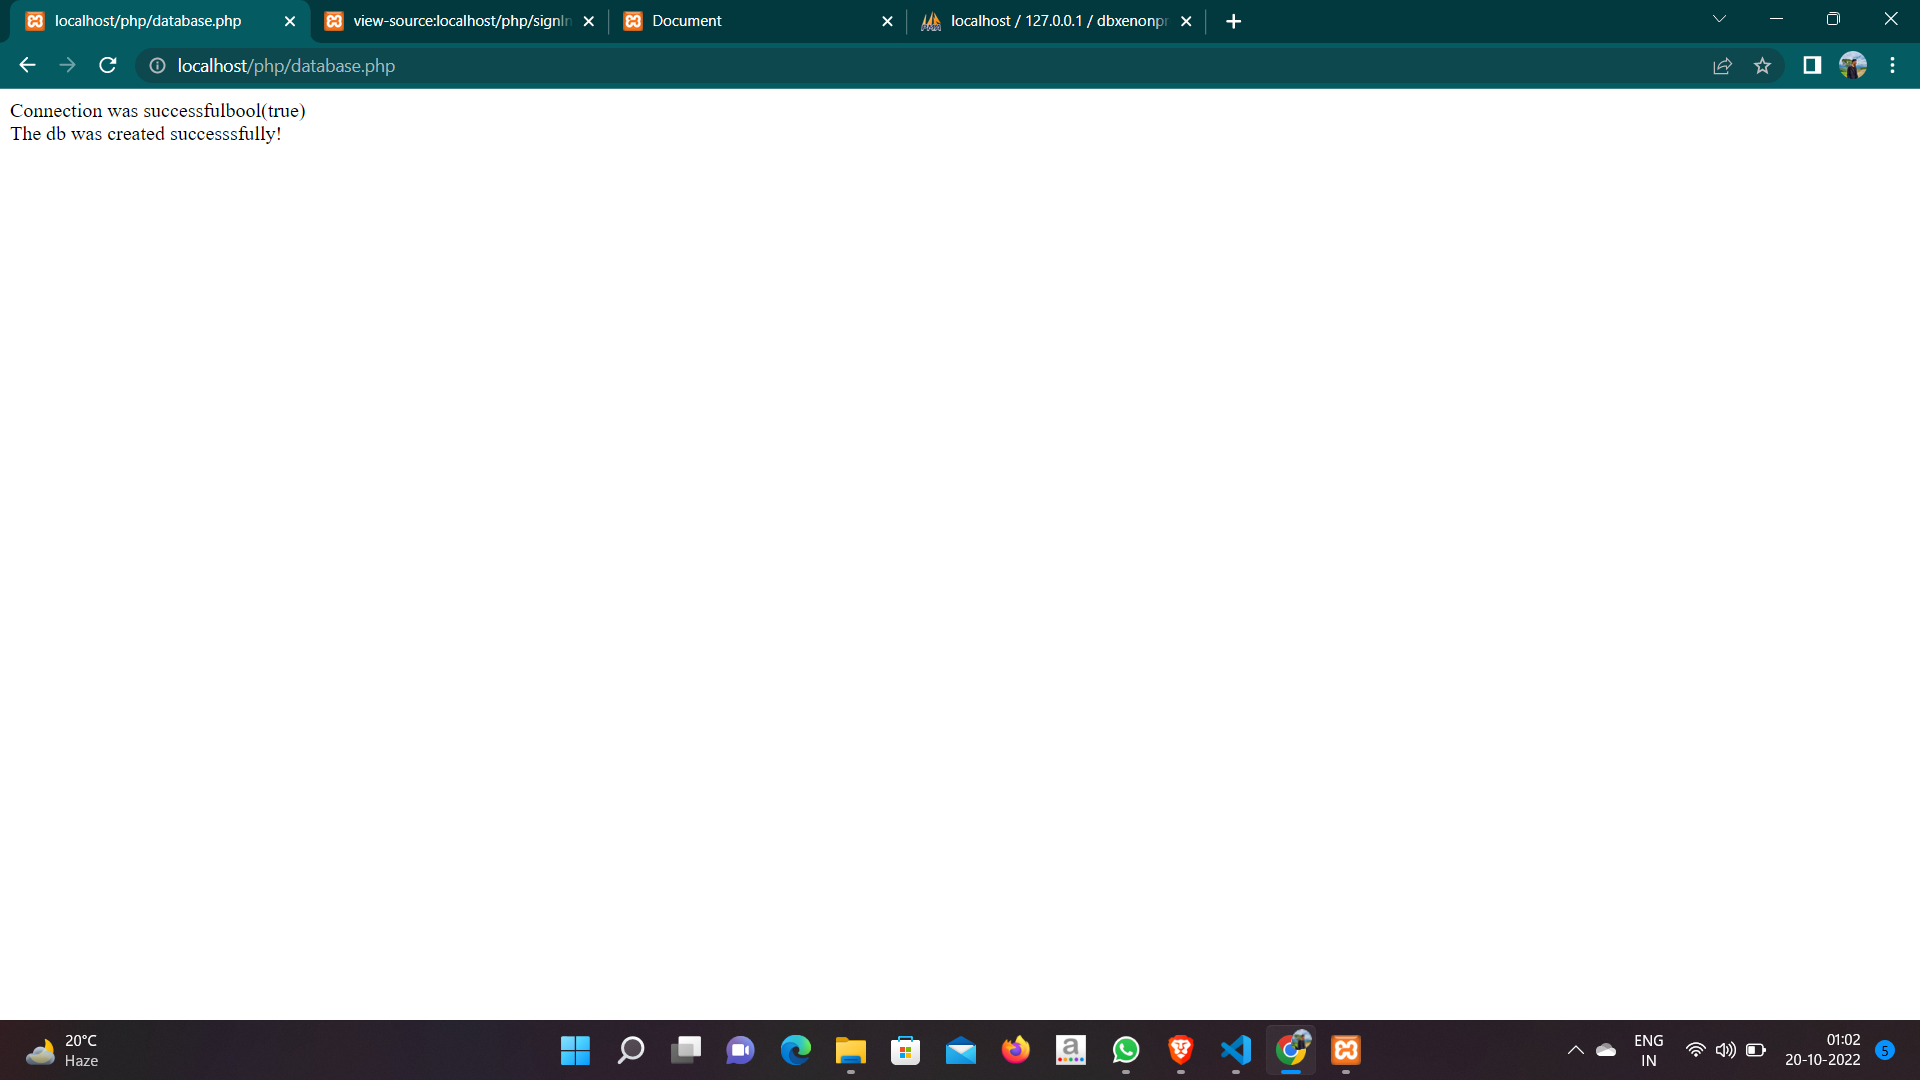 localhost/php/database.php
view-source:localhost/php/signIn
Document
localhost / 127.0.0.1 / dbxenonpr
localhost/php/database.php
Connection was successfulbool(true)
The db was created successsfully!
20°C
Haze
a
ENG
IN
01:02
20-10-2022
5